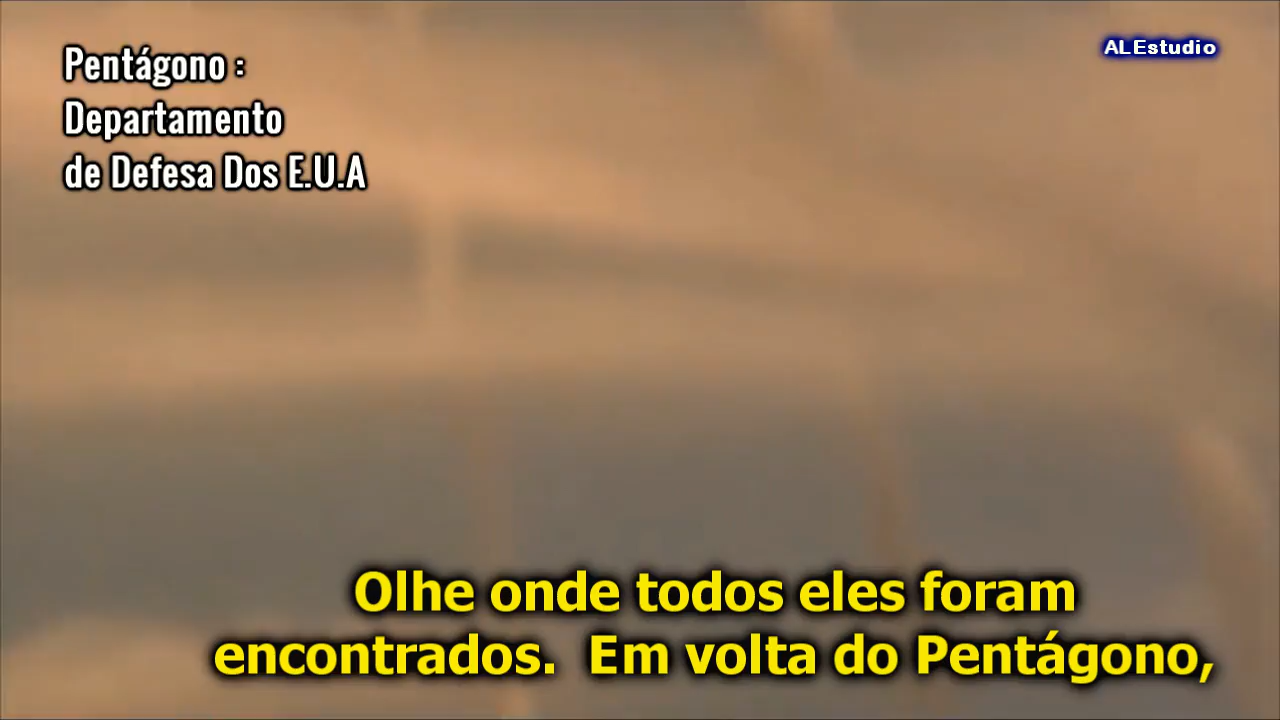 Pentágono :
Departamento
de Defesa Dos E.U.A
ALEstudio
Olhe onde todos eles foram
encontrados. Em volta do Pentágono,